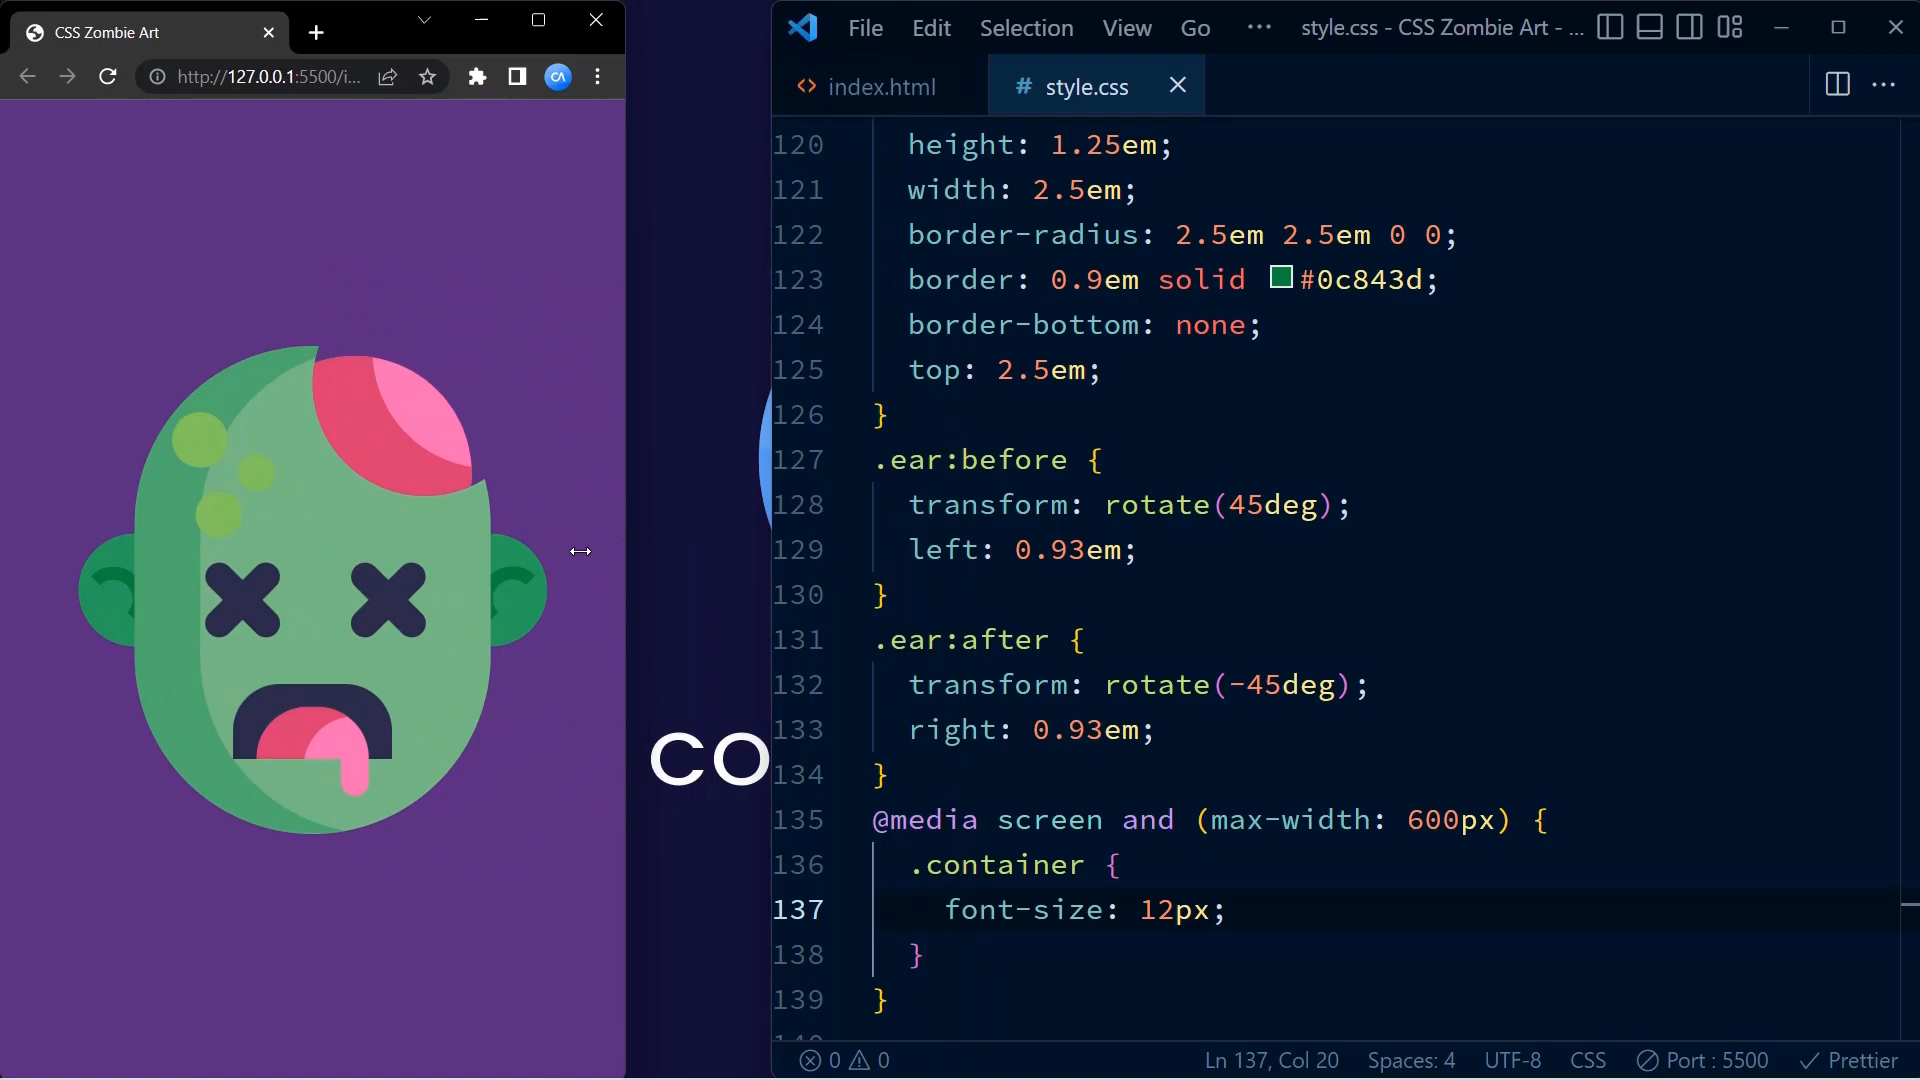 CSS Zombie Art
http://127.0.0.1:5500/i...
CA
CO
File Edit Selection View Go ··· style.css - CSS Zombie Art - ...
<> index.html
# style.css
120 height: 1.25em;
121 width: 2.5em;
122 border-radius: 2.5em 2.5em 0 0;
123 border: 0.9em solid #0c843d;
124 border-bottom: none;
125 top: 2.5em;
126 }
127 .ear:before {
128 transform: rotate(45deg);
129 left: 0.93em;
130 }
131 .ear:after {
132 transform: rotate(-45deg);
133 right: 0.93em;
134 }
135 @media screen and (max-width: 600px) {
136 .container {
137 font-size: 12px;
138 }
139 }
0 0 Ln 137, Col 20 Spaces: 4 UTF-8 CSS Port : 5500 Prettier